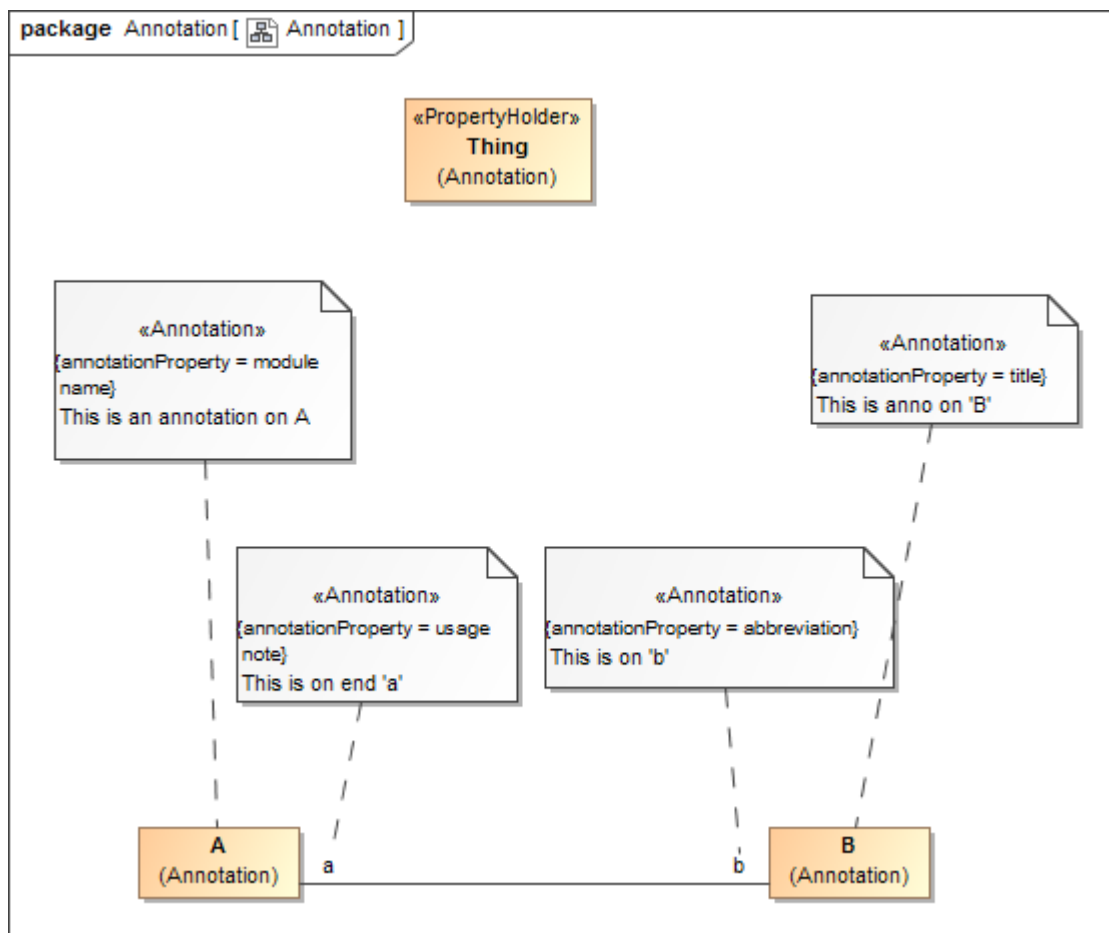 package Annotation [ Annotation ]
«PropertyHolder»
Thing
(Annotation)
«Annotation»
{annotationProperty = module
name}
This is an annotation on A
«Annotation»
{annotationProperty = title}
This is anno on 'B'
«Annotation»
{annotationProperty = usage
note}
This is on end 'a'
«Annotation»
{annotationProperty = abbreviation}
This is on 'b'
A
(Annotation)
a
b
B
(Annotation)